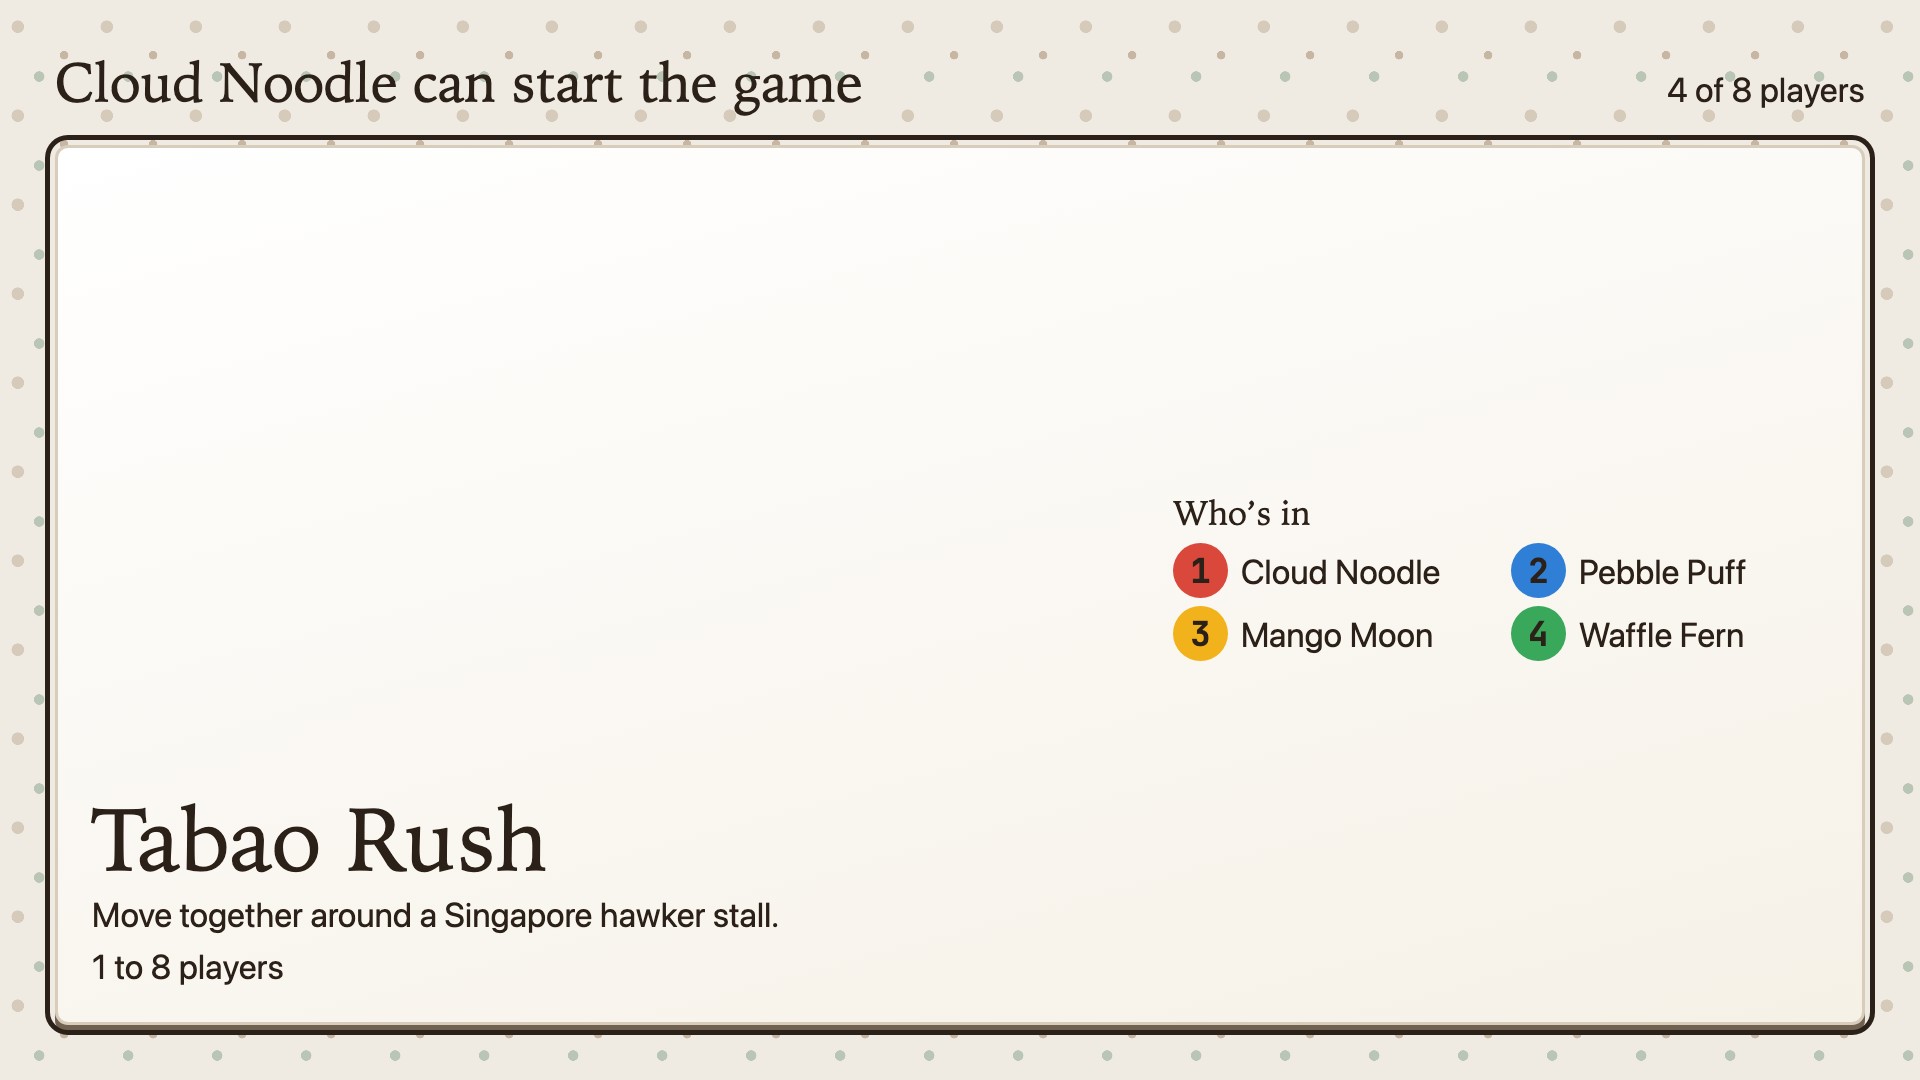 Cloud Noodle can start the game
4 of 8 players
Who’s in
1 Cloud Noodle
2 Pebble Puff
3 Mango Moon
4 Waffle Fern
Tabao Rush
Move together around a Singapore hawker stall.
1 to 8 players